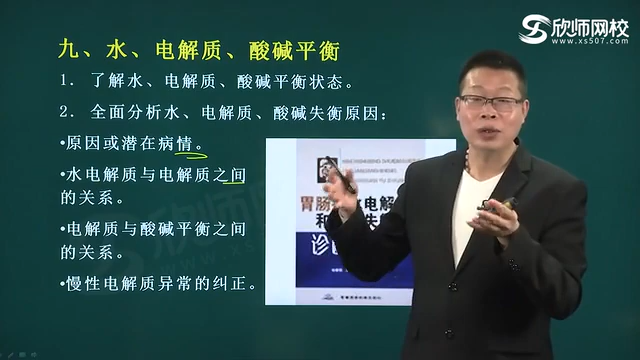 欣师网校
www.xs507.com
九、水、电解质、酸碱平衡
1. 了解水、电解质、酸碱平衡状态。
2. 全面分析水、电解质、酸碱失衡原因：
•原因或潜在病情。
•水电解质与电解质之间
的关系。
•电解质与酸碱平衡之间
的关系。
•慢性电解质异常的纠正。
胃肠
水电解
和
失
诊